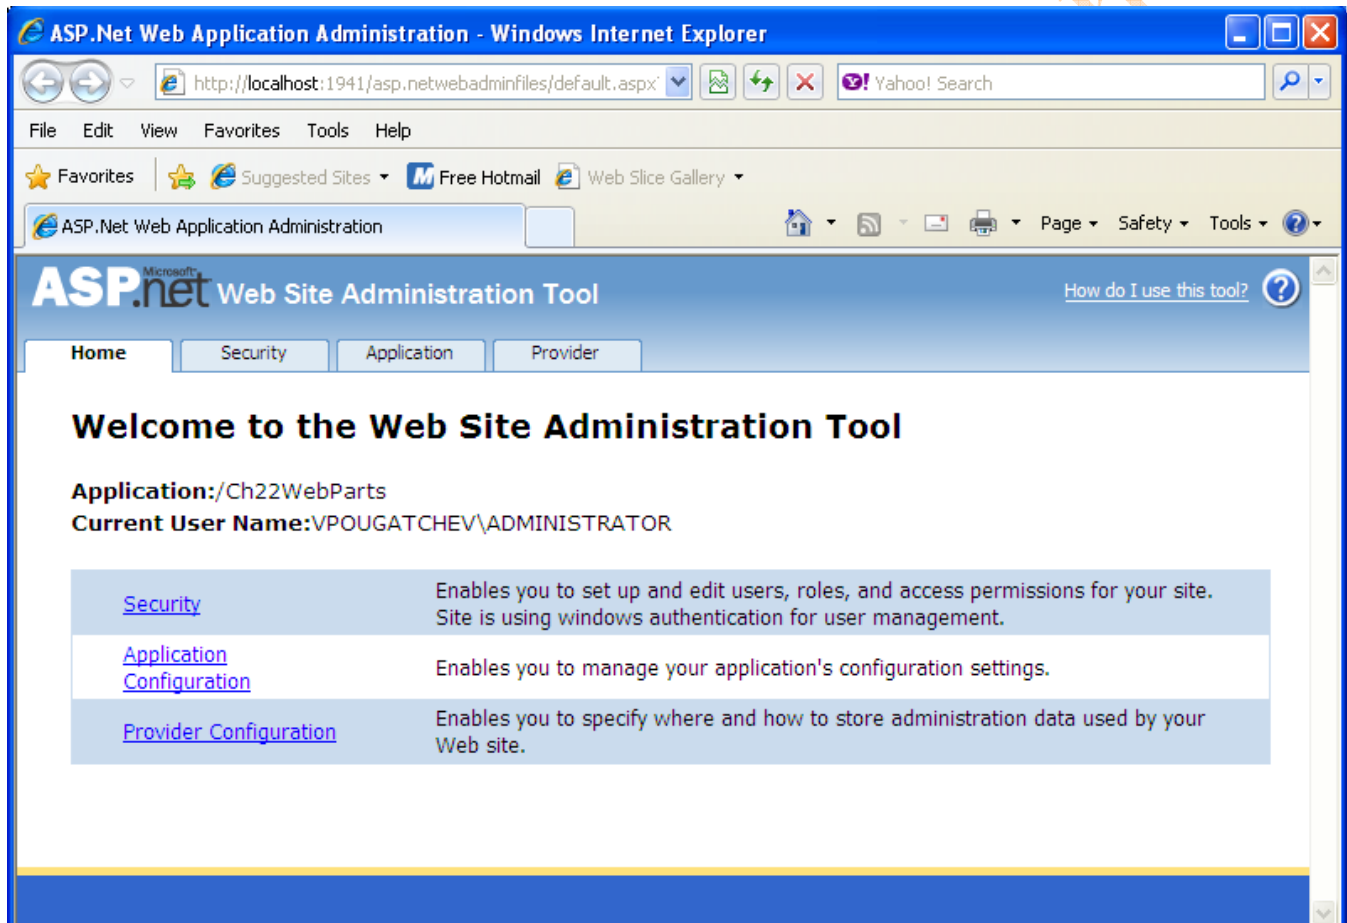 ASP.Net Web Application Administration - Windows Internet Explorer
http://localhost:1941/asp.netwebadminfiles/default.aspx
Yahoo! Search
File Edit View Favorites Tools Help
Favorites Suggested Sites Free Hotmail Web Slice Gallery
ASP.Net Web Application Administration
Page Safety Tools
Microsoft
ASP.net Web Site Administration Tool
How do I use this tool?
Home Security Application Provider
Welcome to the Web Site Administration Tool
Application:/Ch22WebParts
Current User Name:VPOUGATCHEV\ADMINISTRATOR
Security
Enables you to set up and edit users, roles, and access permissions for your site.
Site is using windows authentication for user management.
Application
Configuration
Enables you to manage your application's configuration settings.
Provider Configuration
Enables you to specify where and how to store administration data used by your
Web site.